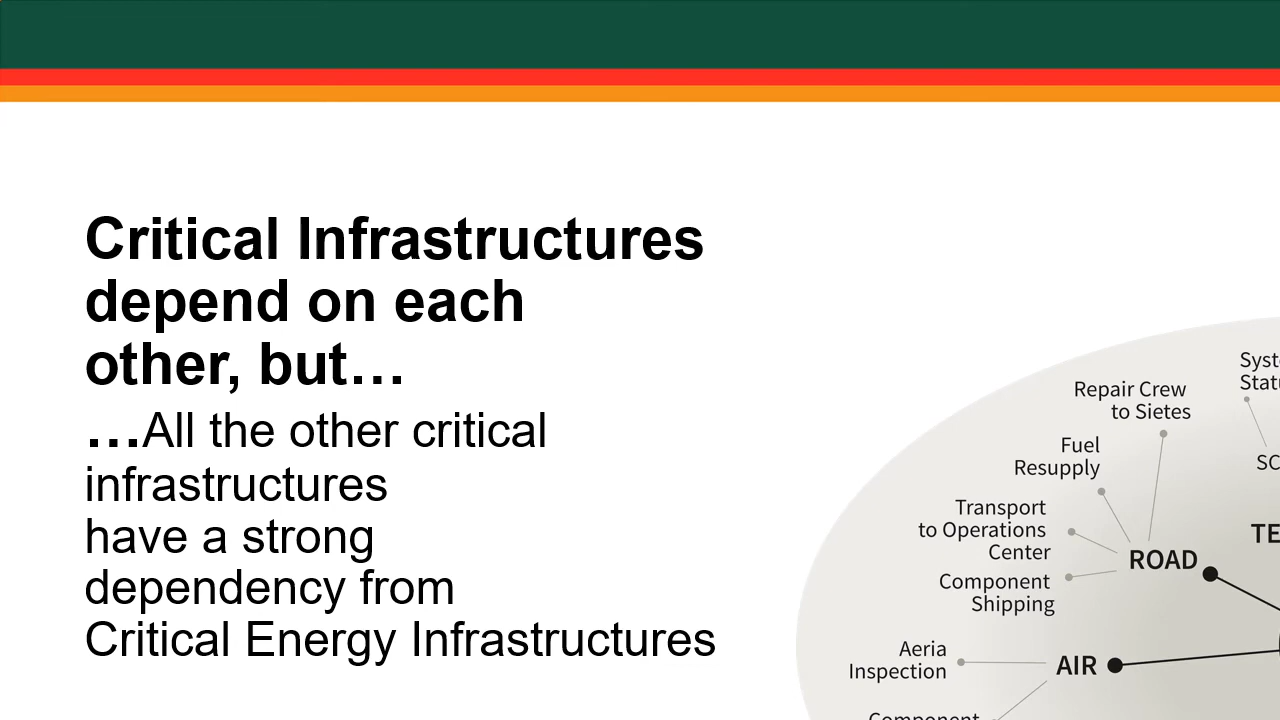 Critical Infrastructures
depend on each
other, but…
…All the other critical
infrastructures
have a strong
dependency from
Critical Energy Infrastructures
Repair Crew
to Sietes
Fuel
Resupply
Transport
to Operations
Center
Component
Shipping
ROAD
Aeria
Inspection
AIR
Component